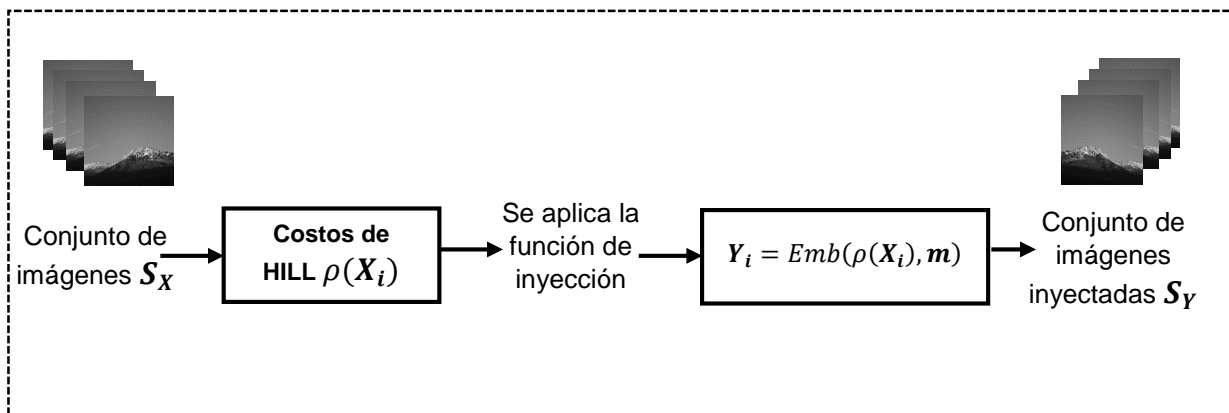 Conjunto de
imágenes S_X
Costos de
HILL ρ(X_i)
Se aplica la
función de
inyección
Y_i = Emb(ρ(X_i), m)
Conjunto de
imágenes
inyectadas S_Y